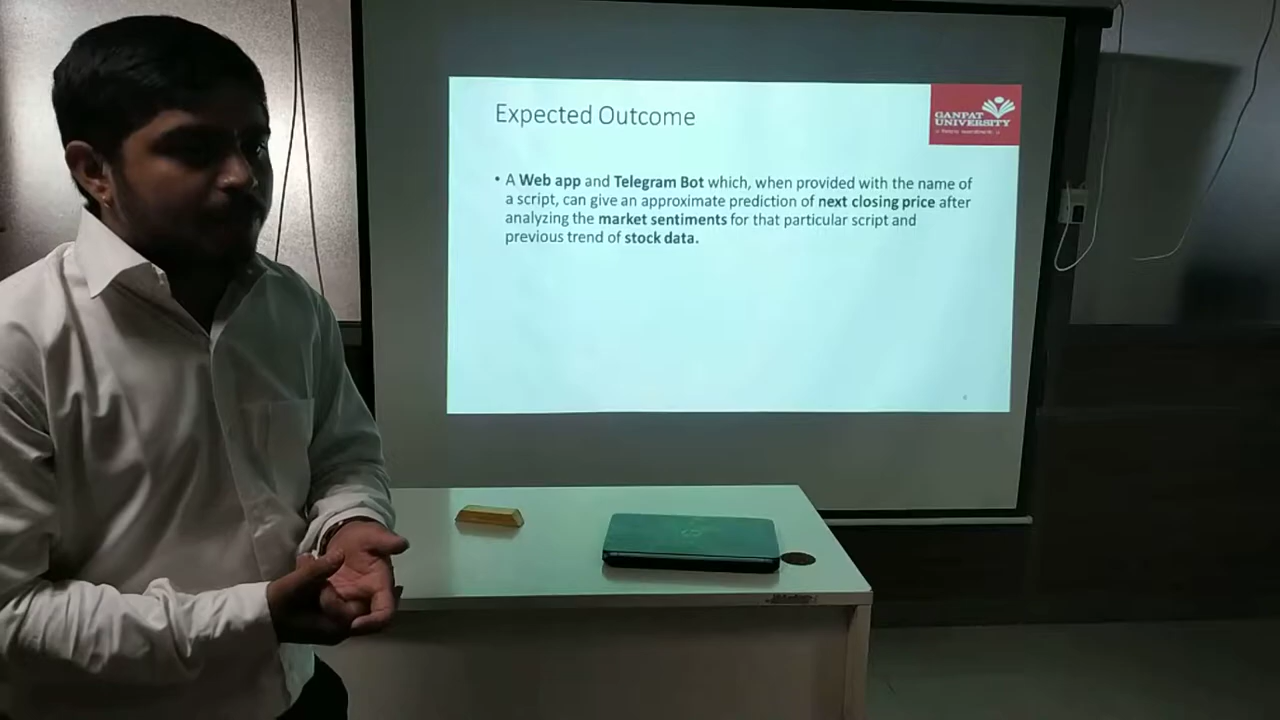 Expected Outcome
GANPAT
UNIVERSITY
• A Web app and Telegram Bot which, when provided with the name of
a script, can give an approximate prediction of next closing price after
analyzing the market sentiments for that particular script and
previous trend of stock data.